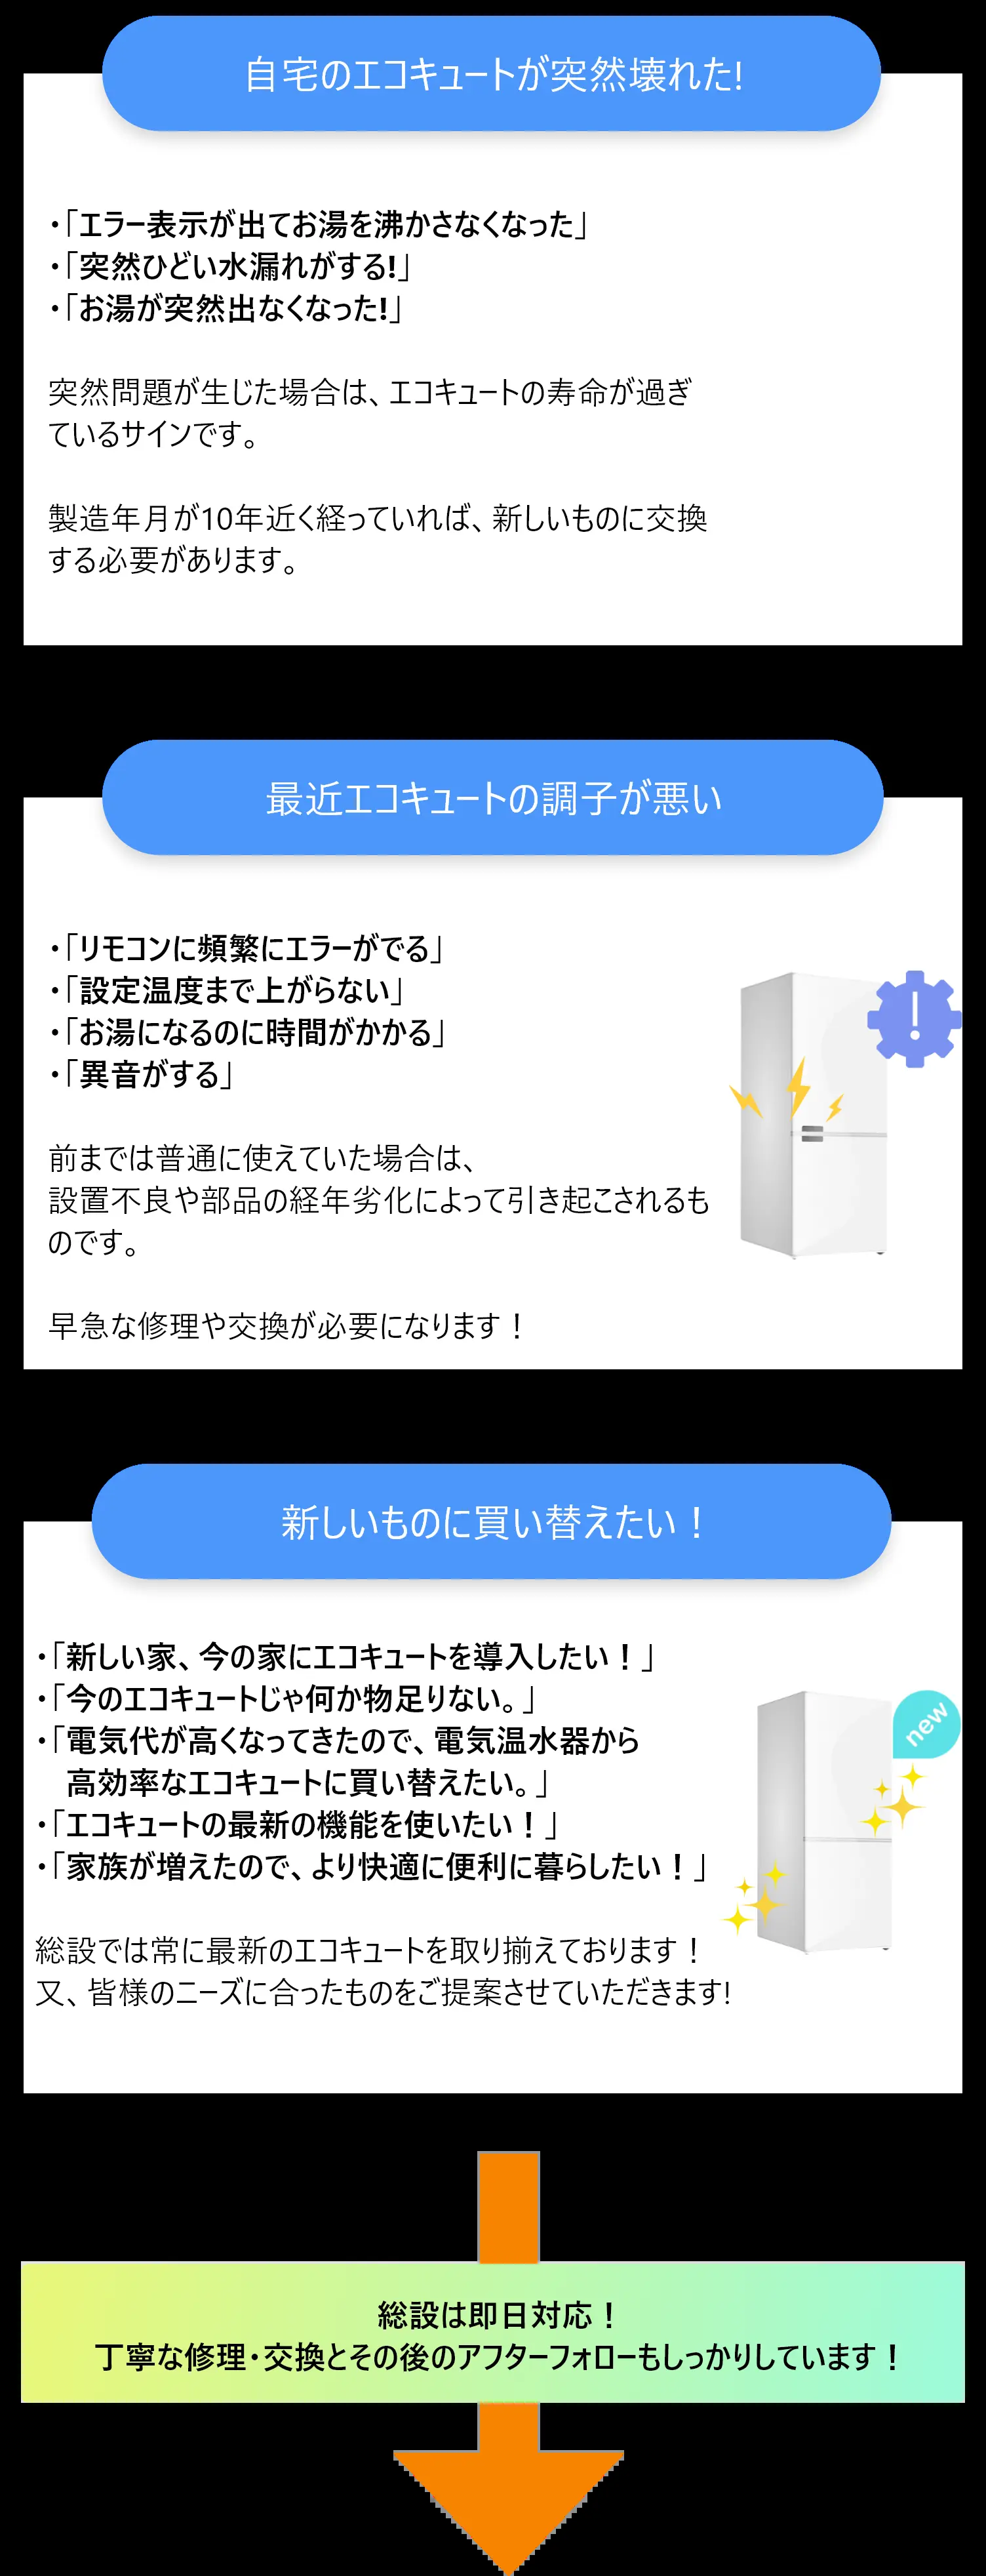 自宅のエコキュートが突然壊れた!
・「エラー表示が出てお湯を沸かさなくなった」
・「突然ひどい水漏れがする!」
・「お湯が突然出なくなった!」
突然問題が生じた場合は、エコキュートの寿命が過ぎ
ているサインです。
製造年月が10年近く経っていれば、新しいものに交換
する必要があります。
最近エコキュートの調子が悪い
・「リモコンに頻繁にエラーがでる」
・「設定温度まで上がらない」
・「お湯になるのに時間がかかる」
・「異音がする」
前までは普通に使えていた場合は、
設置不良や部品の経年劣化によって引き起こされるも
のです。
早急な修理や交換が必要になります！
新しいものに買い替えたい！
・「新しい家、今の家にエコキュートを導入したい！」
・「今のエコキュートじゃ何か物足りない。」
・「電気代が高くなってきたので、電気温水器から
高効率なエコキュートに買い替えたい。」
・「エコキュートの最新の機能を使いたい！」
・「家族が増えたので、より快適に便利に暮らしたい！」
new
総設では常に最新のエコキュートを取り揃えております！
又、皆様のニーズに合ったものをご提案させていただきます!
総設は即日対応！
丁寧な修理・交換とその後のアフターフォローもしっかりしています！